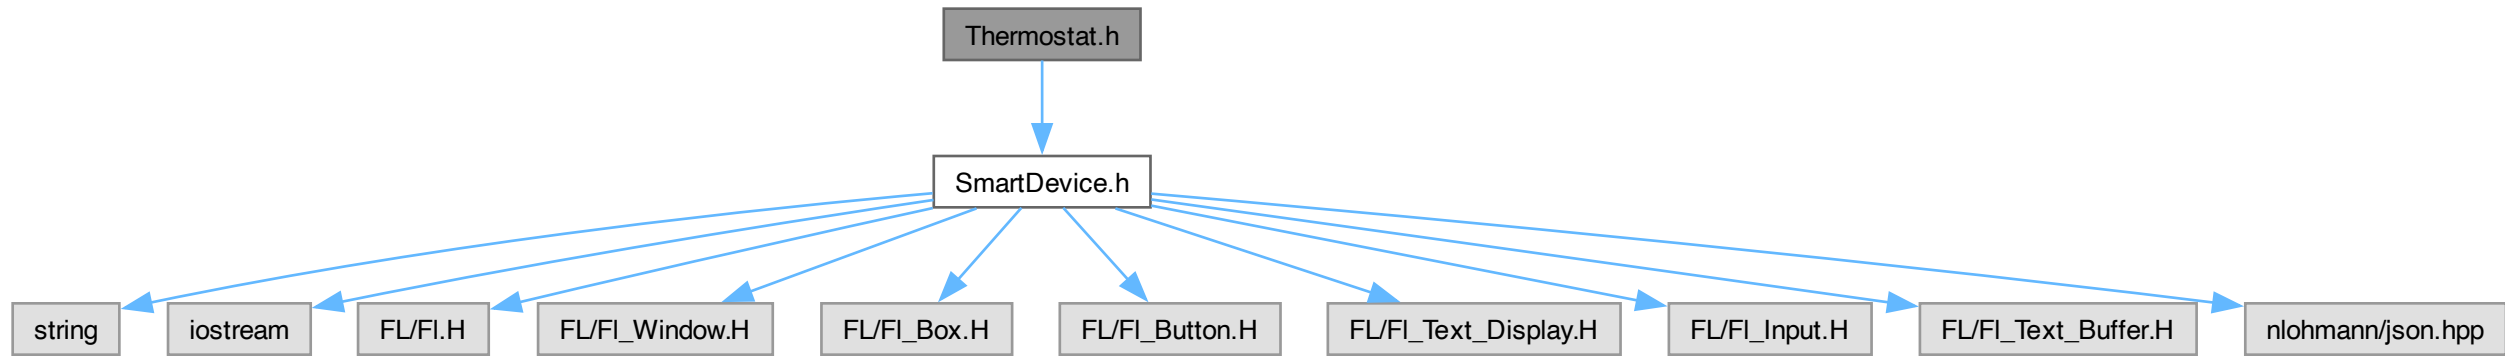 Thermostat.h
SmartDevice.h
string
iostream
FL/Fl.H
FL/Fl_Window.H
FL/Fl_Box.H
FL/Fl_Button.H
FL/Fl_Text_Display.H
FL/Fl_Input.H
FL/Fl_Text_Buffer.H
nlohmann/json.hpp